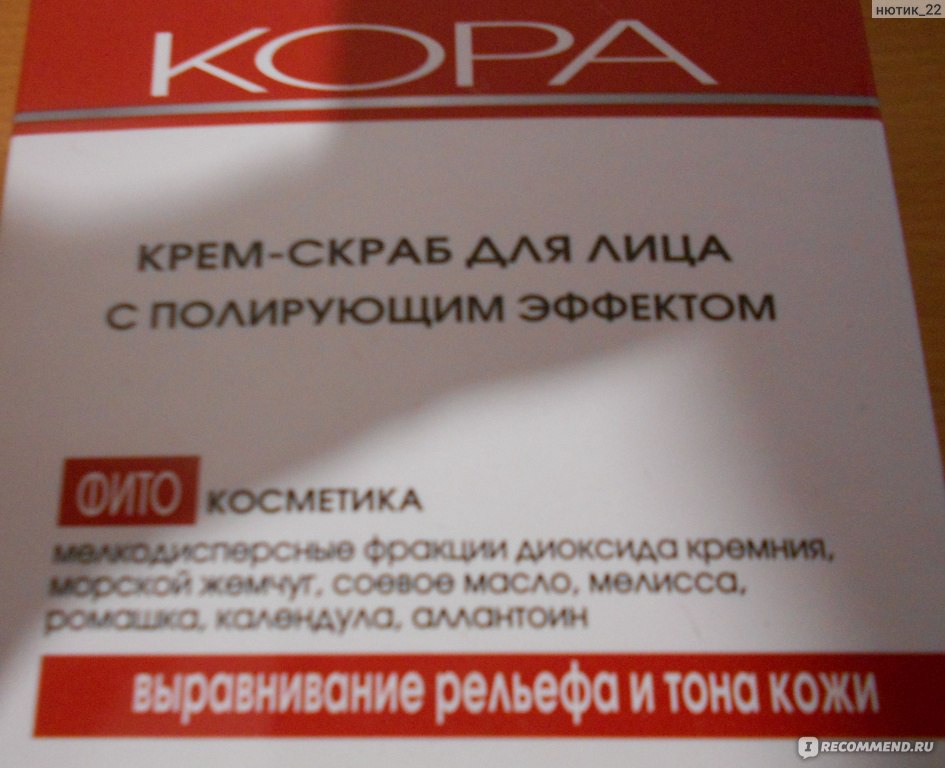 нютик_22
КОРА
КРЕМ-СКРАБ ДЛЯ ЛИЦА
С ПОЛИРУЮЩИМ ЭФФЕКТОМ
ФИТО КОСМЕТИКА
мелкодисперсные фракции диоксида кремния,
морской жемчуг, соевое масло, мелисса,
ромашка, календула, аллантоин
выравнивание рельефа и тона кожи
I RECOMMEND.RU